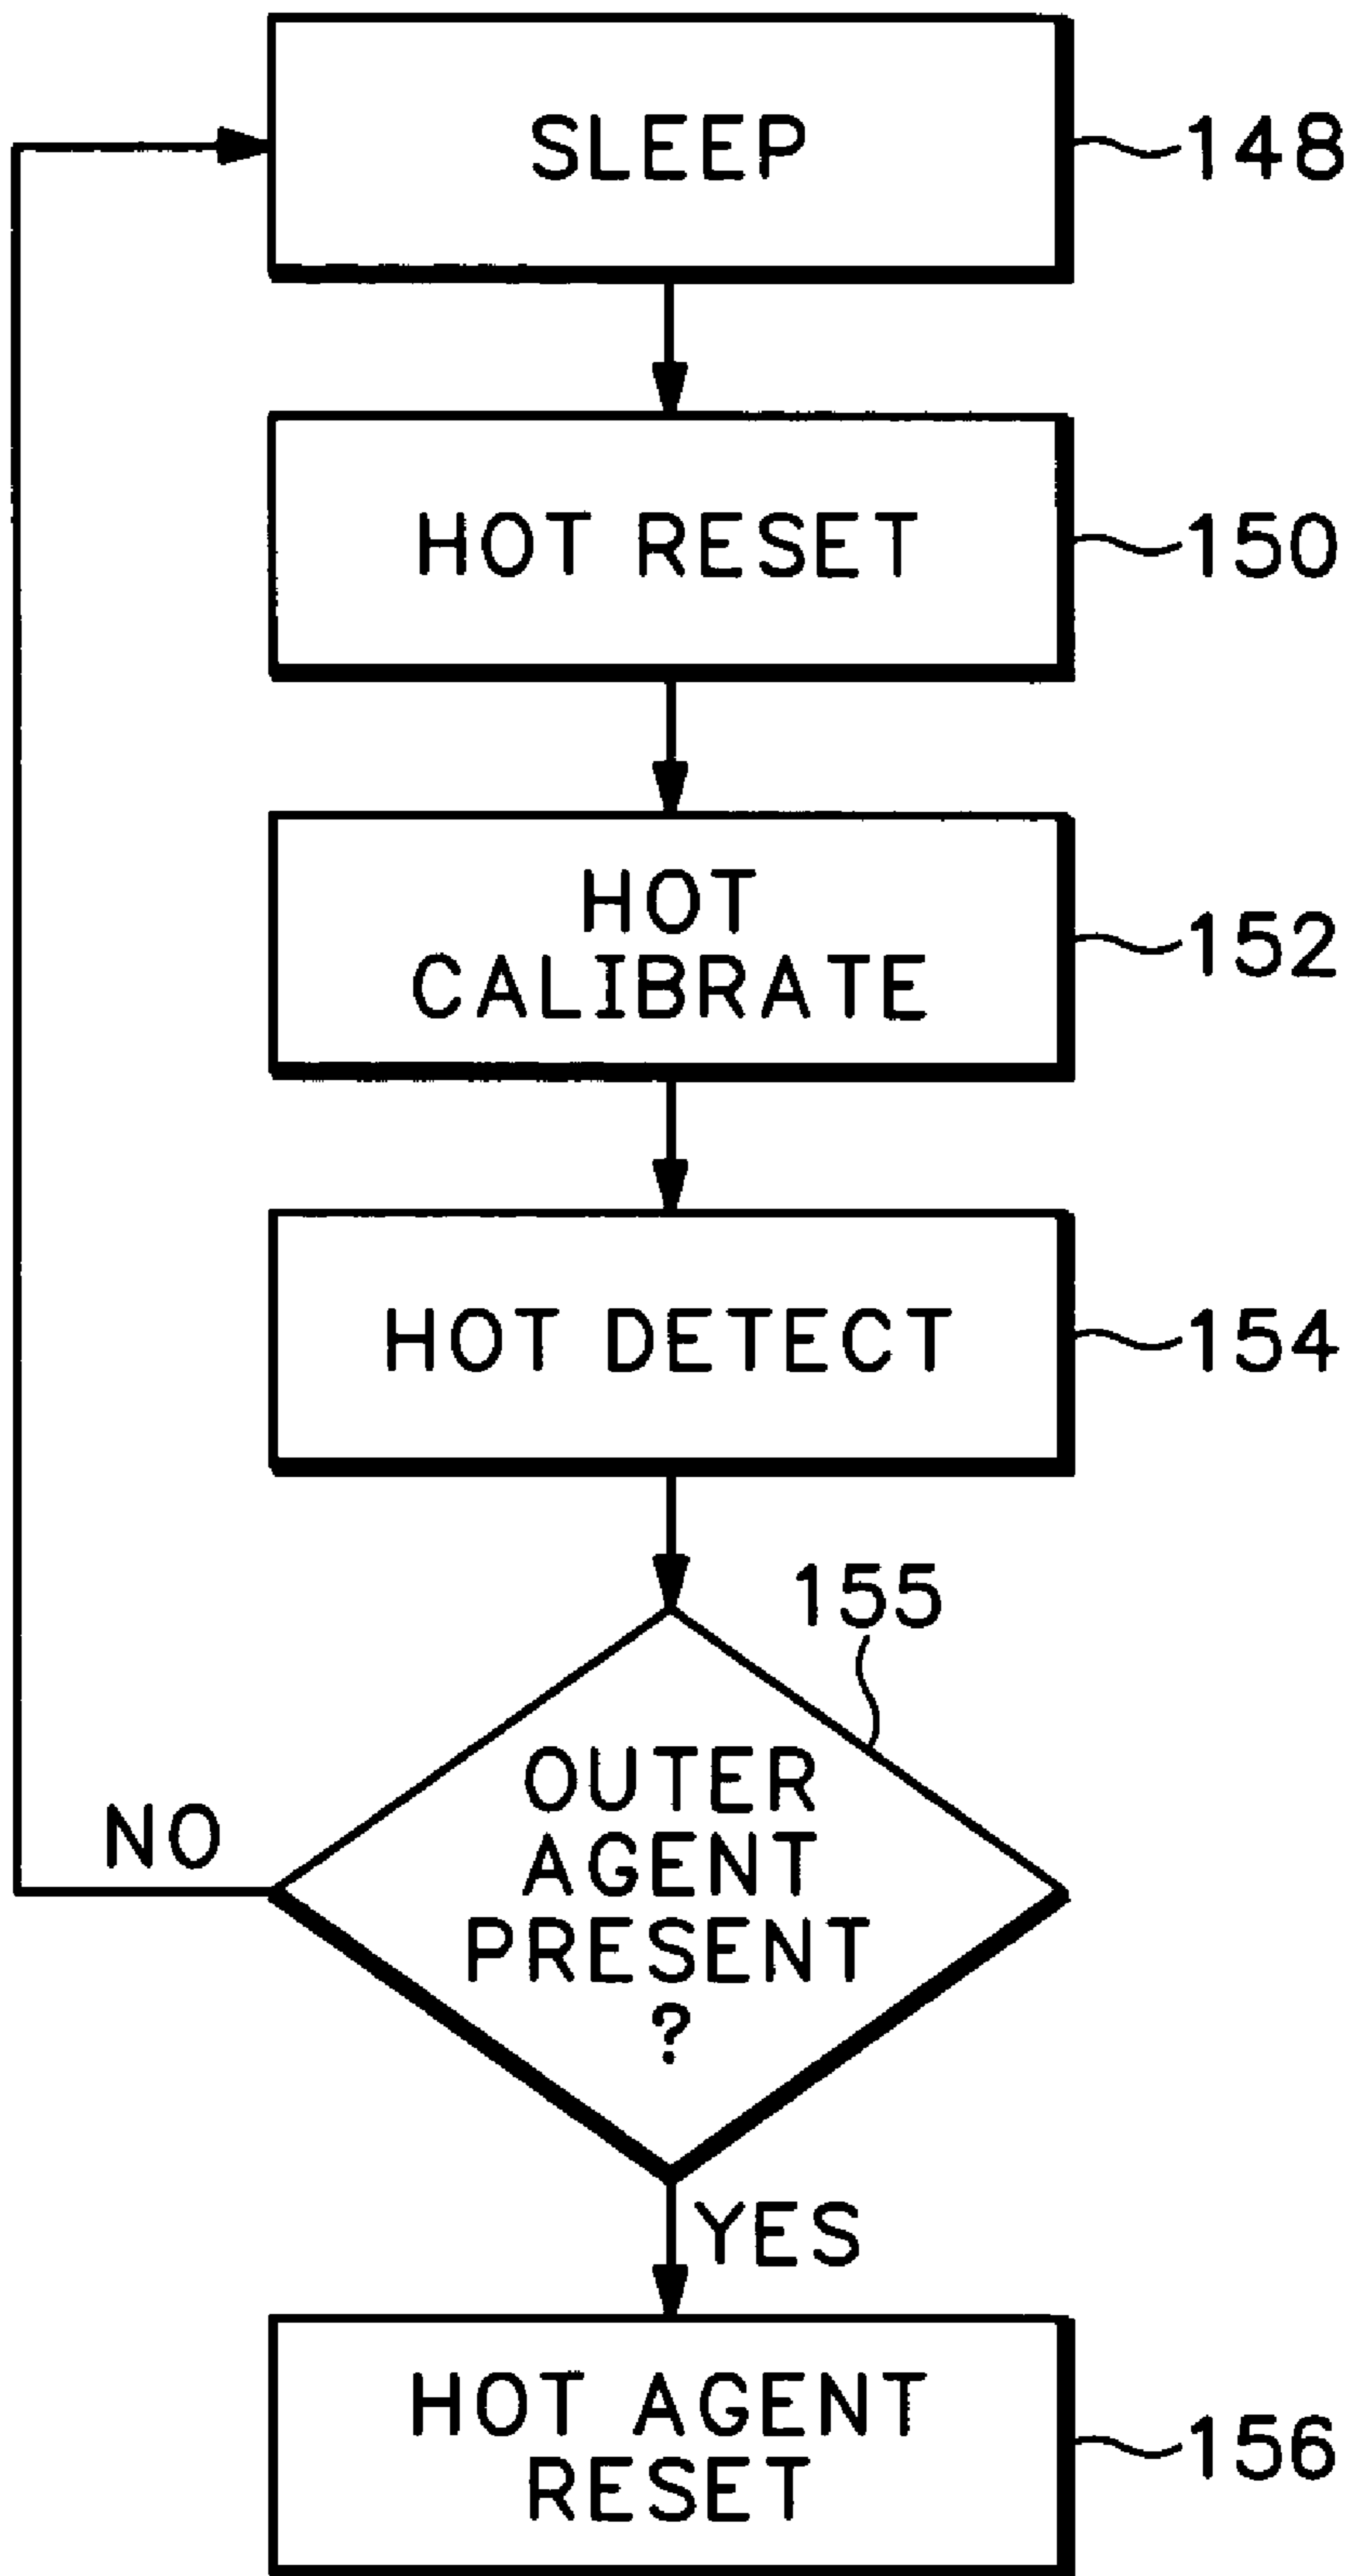 SLEEP
148
HOT RESET
150
HOT
CALIBRATE
152
HOT DETECT
154
155
OUTER
AGENT
PRESENT
?
NO
YES
HOT AGENT
RESET
156